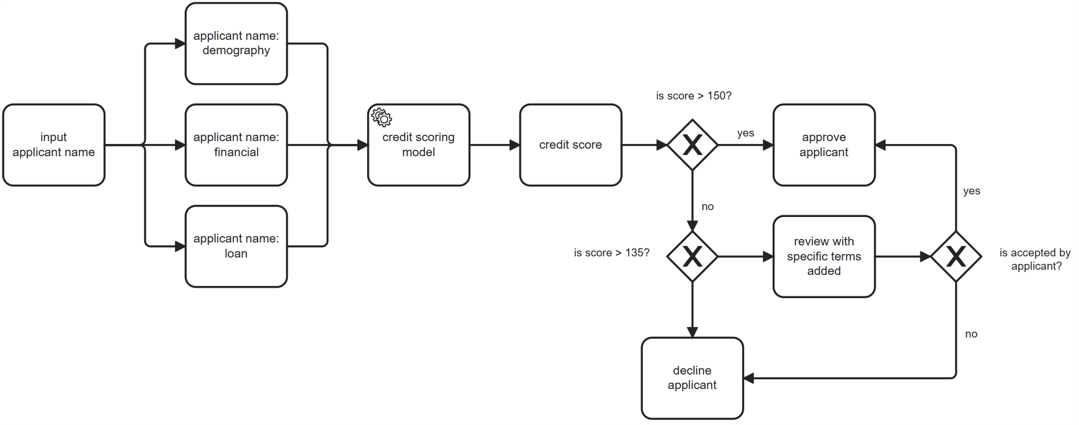 input
applicant name
applicant name:
demography
applicant name:
financial
applicant name:
loan
credit scoring
model
credit score
is score > 150?
yes
approve
applicant
no
is score > 135?
review with
specific terms
added
is accepted by
applicant?
yes
no
decline
applicant